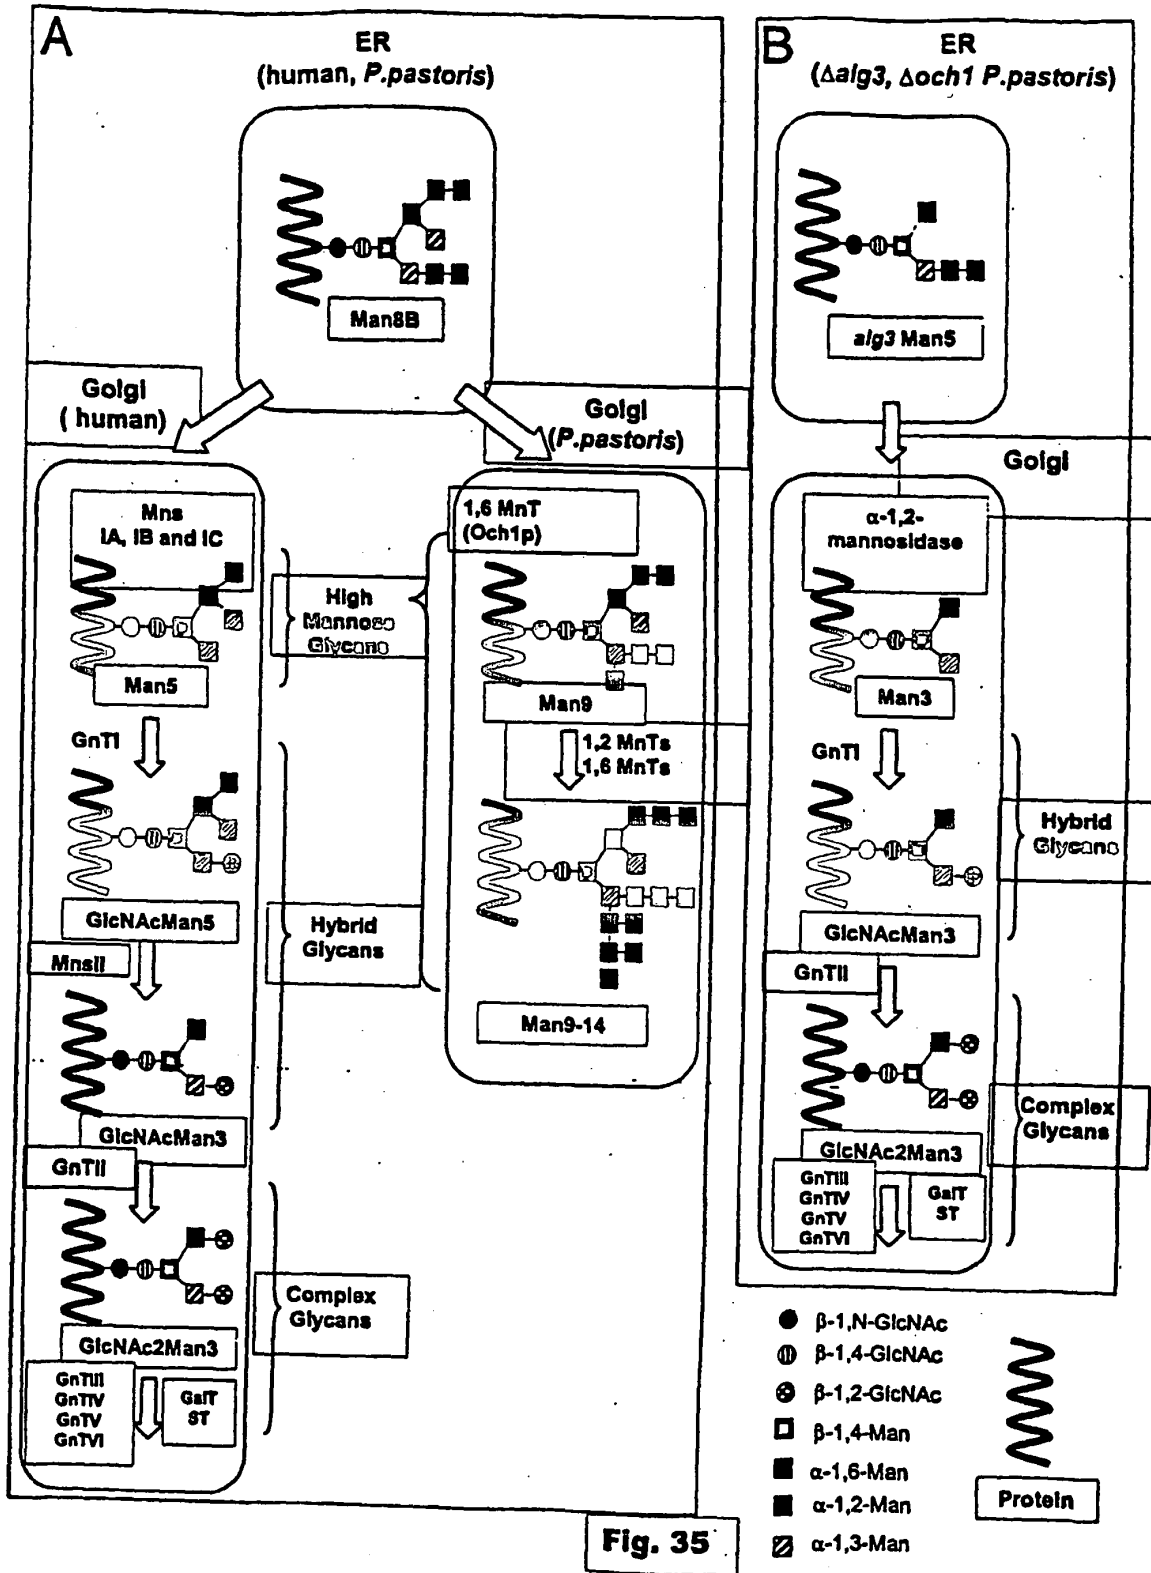 A
ER
(human, P.pastoris)
Man8B
Golgi
( human)
Golgi
(P.pastoris)
Mns
IA, IB and IC
Man5
GnTI
GlcNAcMan5
MnsII
GlcNAcMan3
GnTII
GlcNAc2Man3
GnTIII
GnTIV
GnTV
GnTVI
GalT
ST
High
Mannose
Glycans
Hybrid
Glycans
Complex
Glycans
1,6 MnT
(Och1p)
Man9
1,2 MnTs
1,6 MnTs
Man9-14
B
ER
(Δalg3, Δoch1 P.pastoris)
alg3 Man5
Golgi
α-1,2-
mannosidase
Man3
GnTI
GlcNAcMan3
GnTII
GlcNAc2Man3
GnTIII
GnTIV
GnTV
GnTVI
GalT
ST
Hybrid
Glycans
Complex
Glycans
β-1,N-GlcNAc
β-1,4-GlcNAc
β-1,2-GlcNAc
β-1,4-Man
α-1,6-Man
α-1,2-Man
α-1,3-Man
Protein
Fig. 35